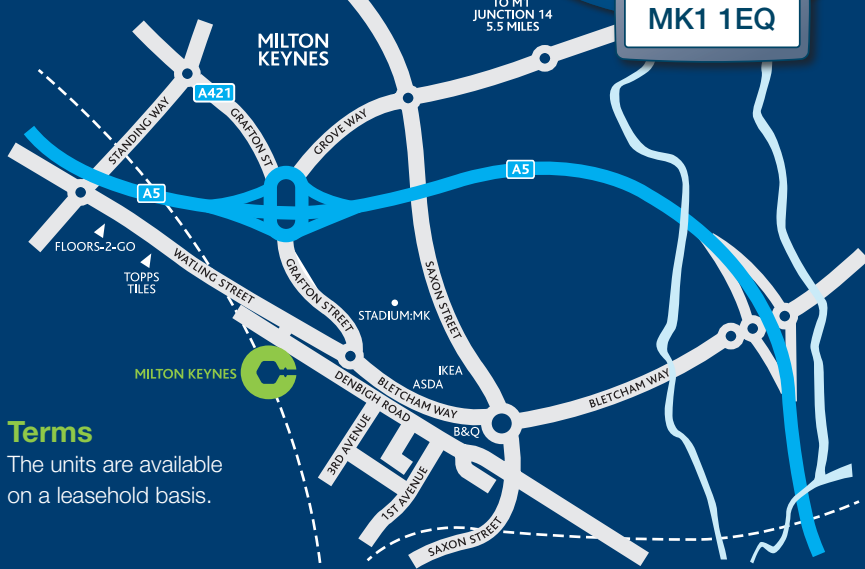 TO M1
JUNCTION 14
5.5 MILES
MK1 1EQ
MILTON
KEYNES
A421
STANDING WAY
GRAFTON ST
GROVE WAY
A5
A5
FLOORS-2-GO
TOPPS
TILES
WATLING STREET
GRAFTON STREET
SAXON STREET
STADIUM:MK
MILTON KEYNES
IKEA
ASDA
DENBIGH ROAD
BLETCHAM WAY
BLETCHAM WAY
B&Q
3RD AVENUE
1ST AVENUE
SAXON STREET
Terms
The units are available
on a leasehold basis.